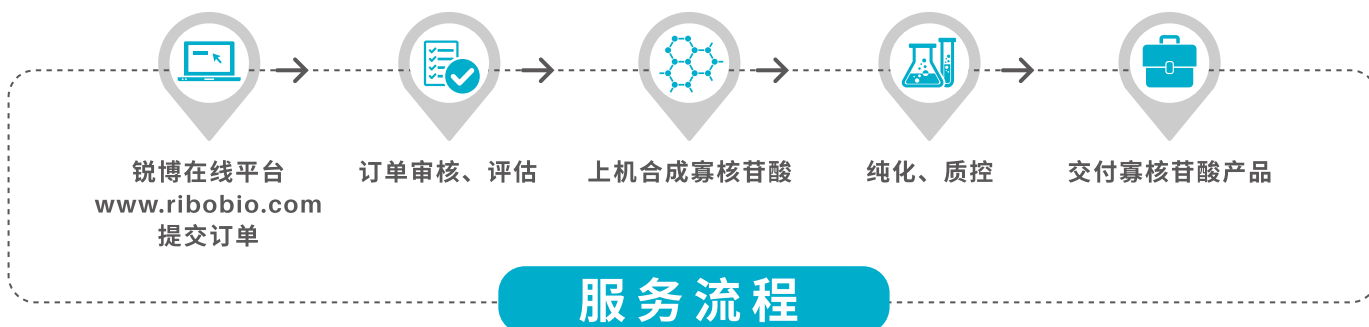 锐博在线平台
www.ribobio.com
提交订单
订单审核、评估
上机合成寡核苷酸
纯化、质控
交付寡核苷酸产品
服务流程